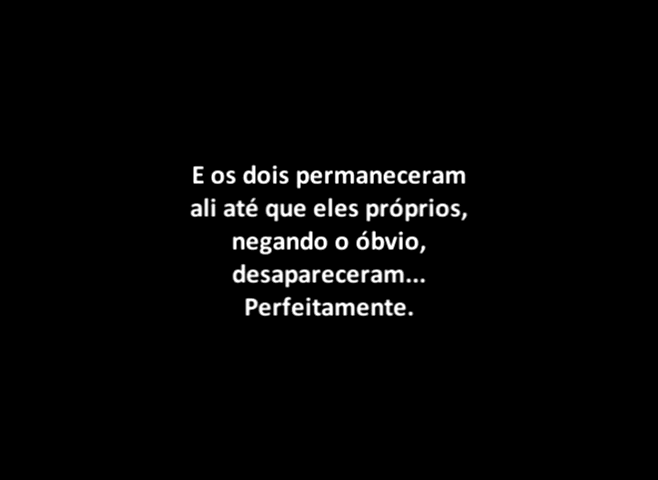 E os dois permaneceram
ali até que eles próprios,
negando o óbvio,
desapareceram...
Perfeitamente.